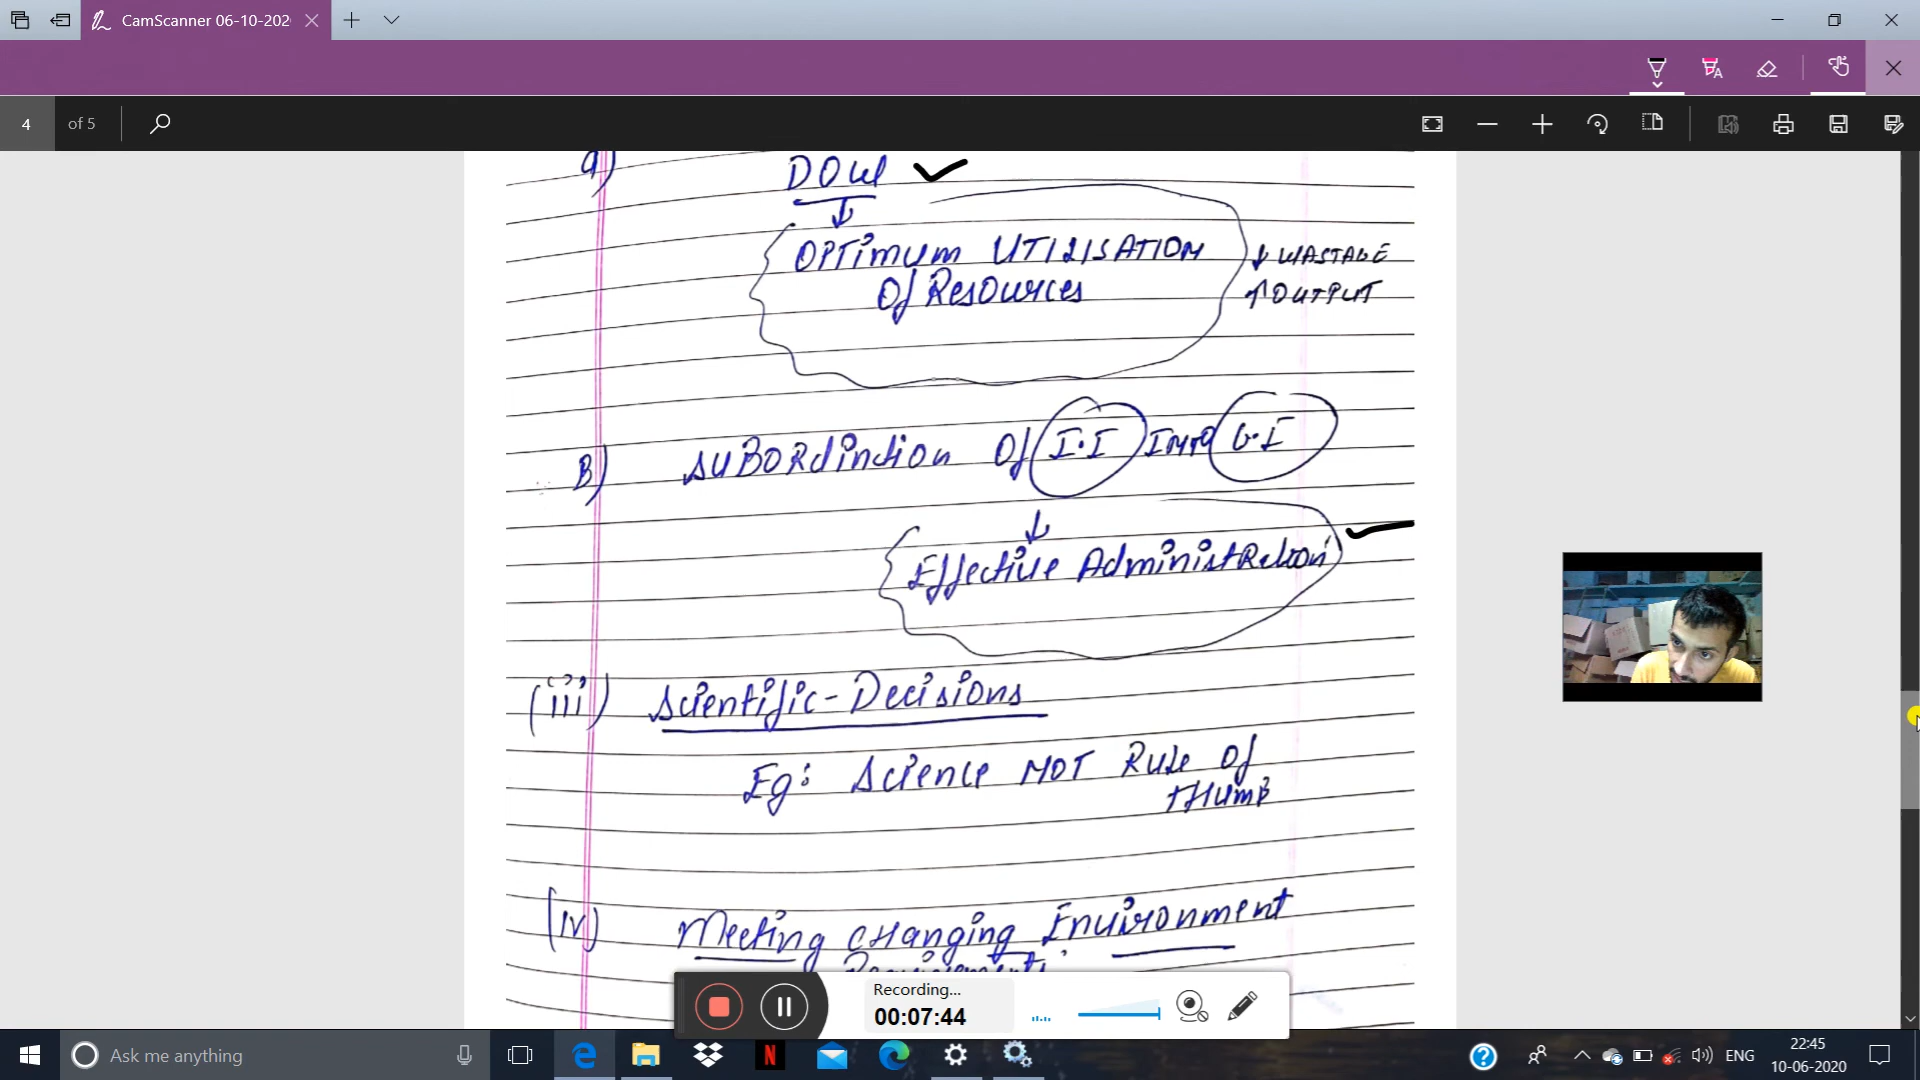 CamScanner 06-10-202
4 of 5
a) DOW
OPTIMUM UTILISATION ↓ WASTAGE
Of Resources ↑ OUTPUT
B) SUBORdinction Of I.I INTO G.I
Effective Administration
(iii) Scientific-Decisions
Eg: Science NOT Rule Of
tHUMB
(iv) Meeting CHanging Environment
Recording...
00:07:44
Ask me anything
ENG
22:45
10-06-2020